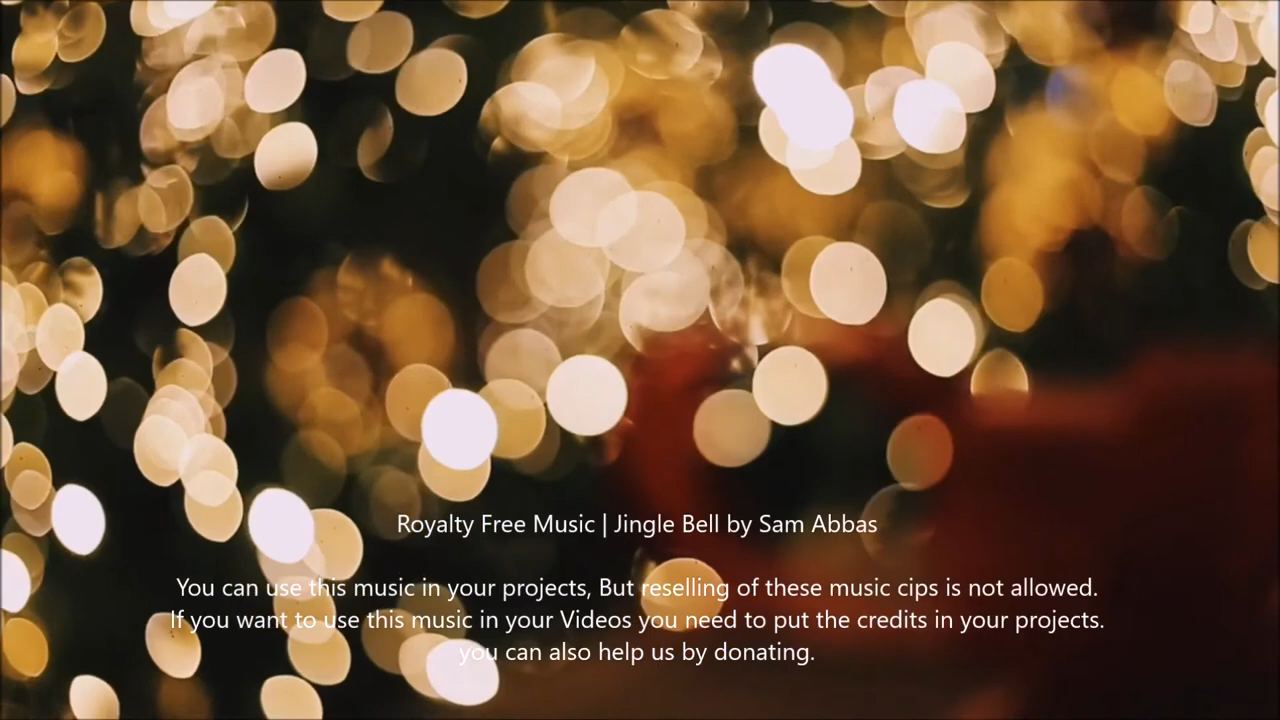 Royalty Free Music | Jingle Bell by Sam Abbas
You can use this music in your projects, But reselling of these music cips is not allowed.
If you want to use this music in your Videos you need to put the credits in your projects.
you can also help us by donating.